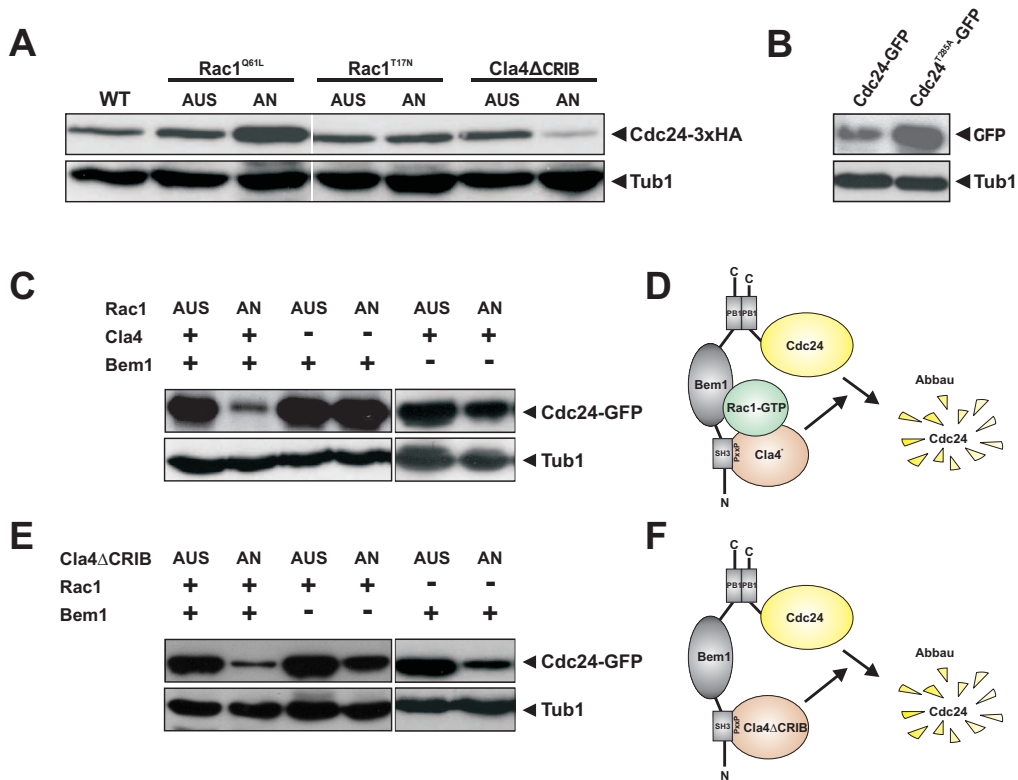 A
Rac1Q61L Rac1T17N Cla4ΔCRIB
WT AUS AN AUS AN AUS AN
Cdc24-3xHA
Tub1
B
Cdc24-GFP
Cdc24T285A-GFP
GFP
Tub1
C
Rac1 AUS AN AUS AN AUS AN
Cla4 + + - - + +
Bem1 + + + + - -
Cdc24-GFP
Tub1
D
C C
PB1 PB1
Cdc24
Bem1
Rac1-GTP
SH3 PxxP Cla4*
N
Abbau
Cdc24
E
Cla4ΔCRIB AUS AN AUS AN AUS AN
Rac1 + + + + - -
Bem1 + + - - + +
Cdc24-GFP
Tub1
F
C C
PB1 PB1
Cdc24
Bem1
SH3 PxxP Cla4ΔCRIB
N
Abbau
Cdc24